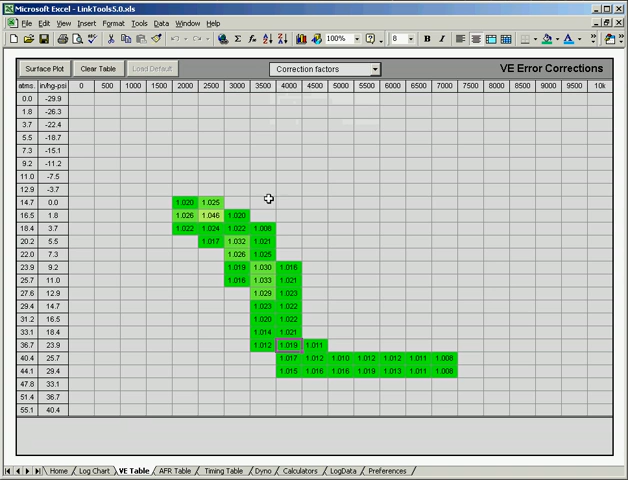 Microsoft Excel - LinkTools5.0.xls
File Edit View Insert Format Tools Data Window Help
100% 8 B I U
Surface Plot Clear Table Load Default Correction factors VE Error Corrections
atms. in/hg-psi 0 500 1000 1500 2000 2500 3000 3500 4000 4500 5000 5500 6000 6500 7000 7500 8000 8500 9000 9500 10k
0.0 -29.9
1.8 -26.3
3.7 -22.4
5.5 -18.7
7.3 -15.1
9.2 -11.2
11.0 -7.5
12.9 -3.7
14.7 0.0 1.020 1.025
16.5 1.8 1.026 1.046 1.020
18.4 3.7 1.022 1.024 1.022 1.008
20.2 5.5 1.017 1.032 1.021
22.0 7.3 1.026 1.025
23.9 9.2 1.019 1.030 1.016
25.7 11.0 1.016 1.033 1.021
27.6 12.9 1.029 1.023
29.4 14.7 1.023 1.022
31.2 16.5 1.020 1.022
33.1 18.4 1.014 1.021
36.7 23.9 1.012 1.019 1.011
40.4 25.7 1.017 1.012 1.010 1.012 1.012 1.011 1.008
44.1 29.4 1.015 1.016 1.016 1.019 1.013 1.011 1.008
47.8 33.1
51.4 36.7
55.1 40.4
Home Log Chart VE Table AFR Table Timing Table Dyno Calculators LogData Preferences